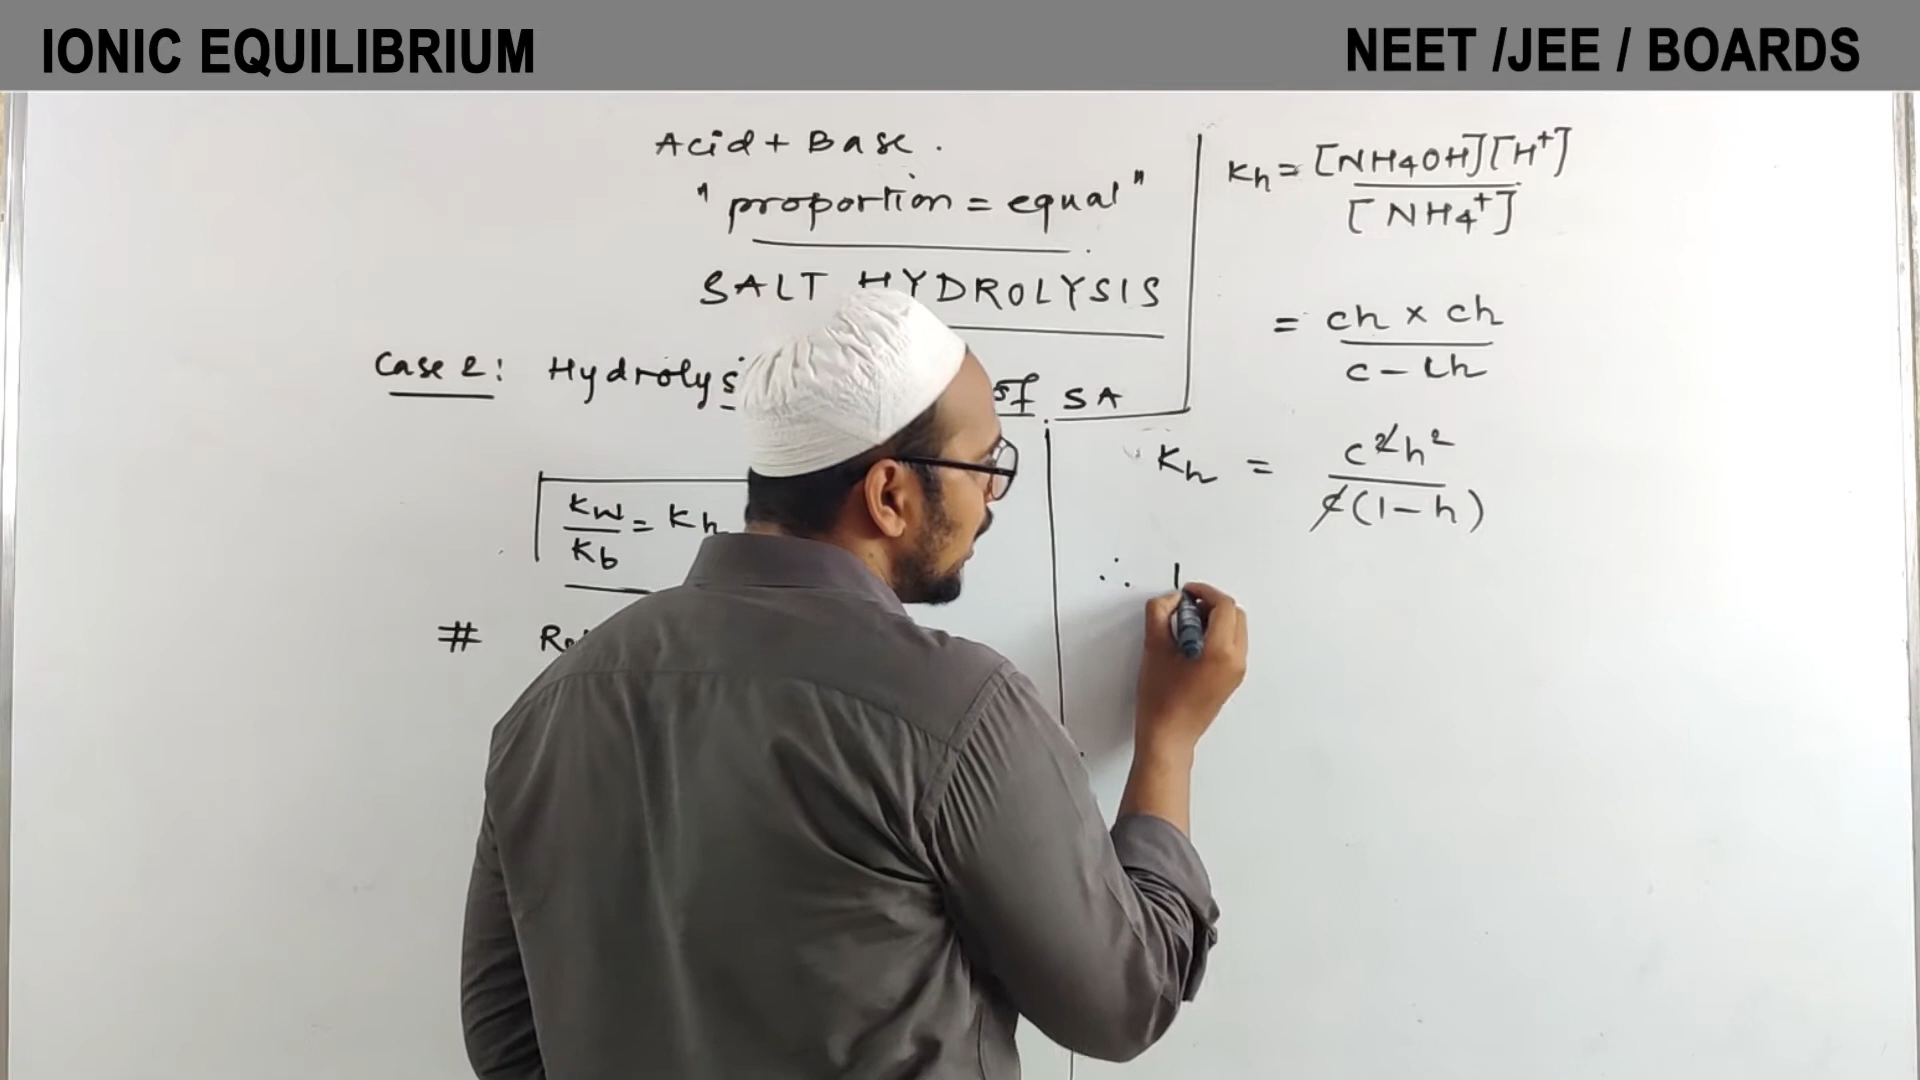 IONIC EQUILIBRIUM
NEET /JEE / BOARDS
Acid + Base.
"proportion = equal"
SALT HYDROLYSIS
Case 2: Hydrolys of SA
Kw/Kb = Kh
#
Kh = [NH4OH][H+]/[NH4+]
= ch × ch/c - ch
Kh = c²h²/c(1-h)
∴